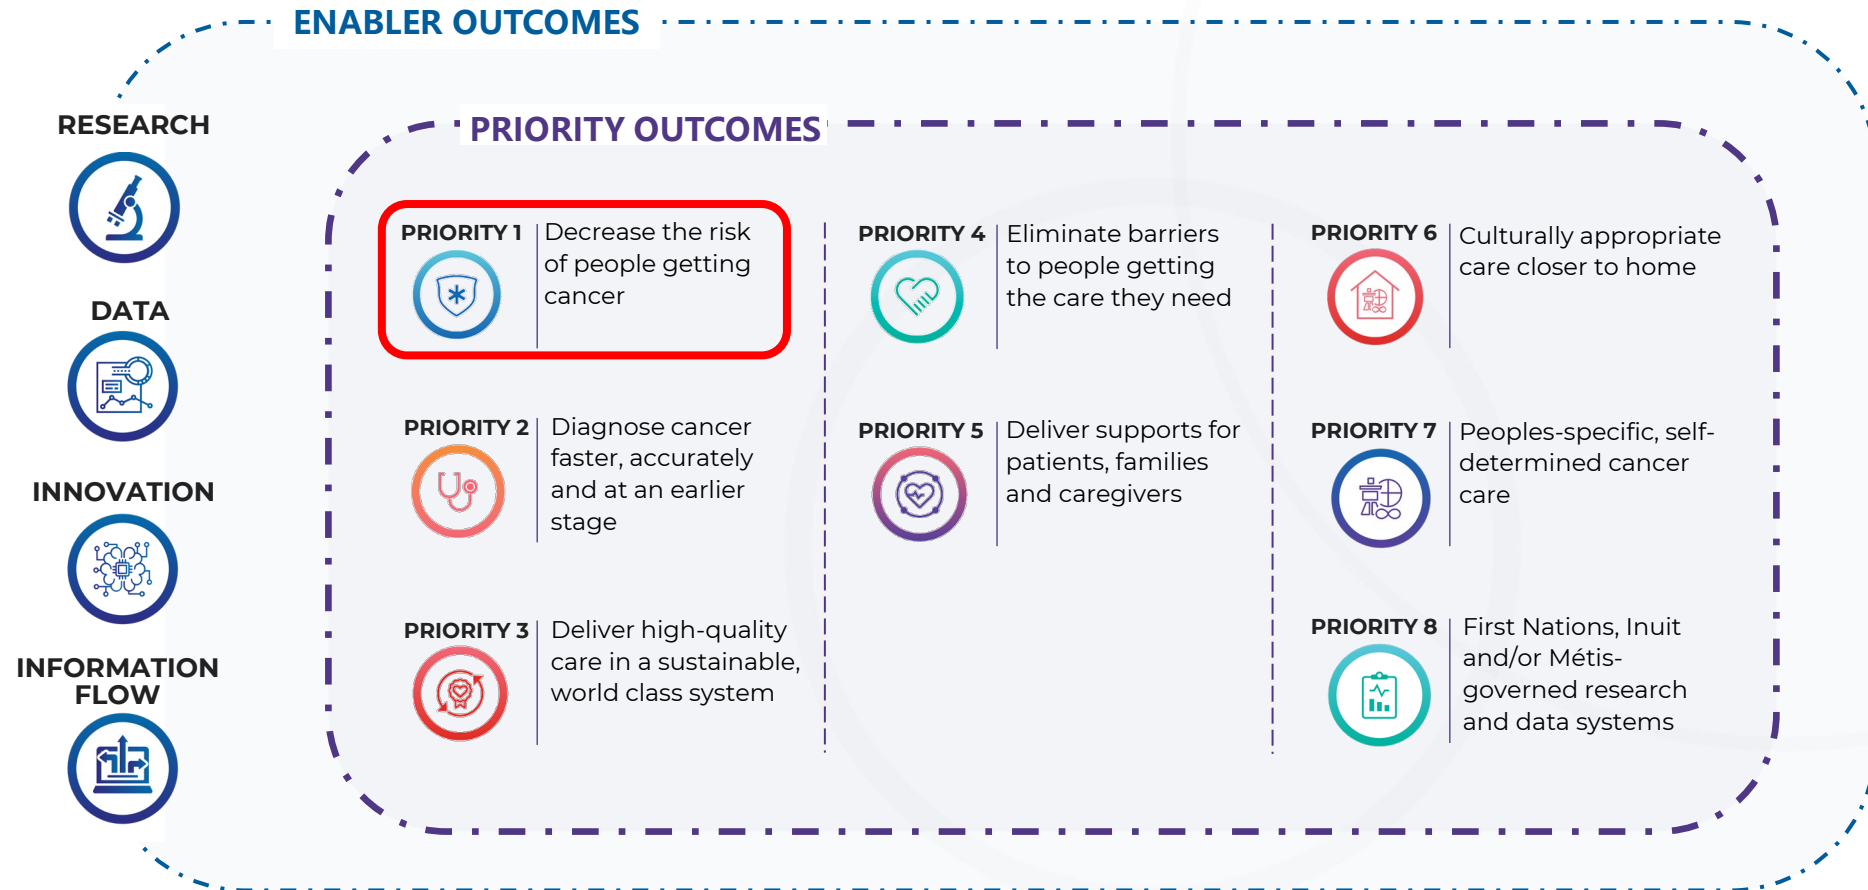 ENABLER OUTCOMES
RESEARCH
DATA
INNOVATION
INFORMATION
FLOW
PRIORITY OUTCOMES
PRIORITY 1
Decrease the risk
of people getting
cancer
PRIORITY 2
Diagnose cancer
faster, accurately
and at an earlier
stage
PRIORITY 3
Deliver high-quality
care in a sustainable,
world class system
PRIORITY 4
Eliminate barriers
to people getting
the care they need
PRIORITY 5
Deliver supports for
patients, families
and caregivers
PRIORITY 6
Culturally appropriate
care closer to home
PRIORITY 7
Peoples-specific, self-
determined cancer
care
PRIORITY 8
First Nations, Inuit
and/or Métis-
governed research
and data systems